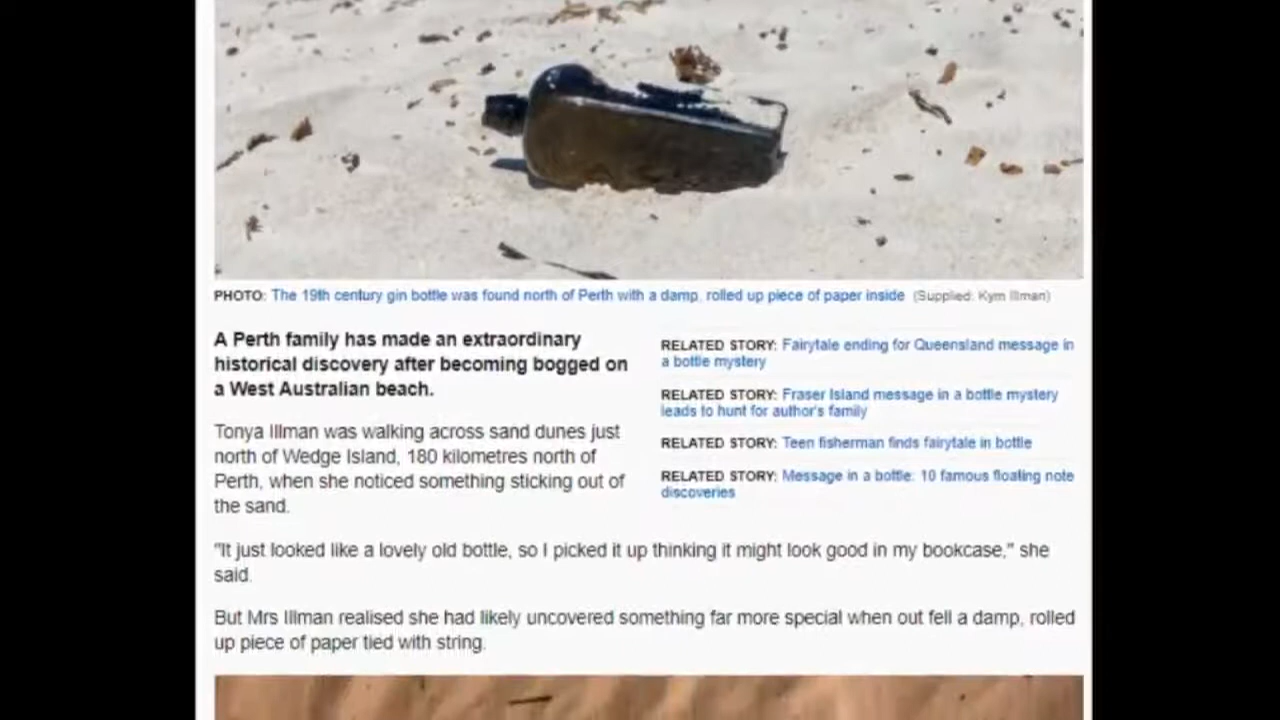 PHOTO: The 19th century gin bottle was found north of Perth with a damp, rolled up piece of paper inside (Supplied: Kym Illman)
A Perth family has made an extraordinary
historical discovery after becoming bogged on
a West Australian beach.
Tonya Illman was walking across sand dunes just
north of Wedge Island, 180 kilometres north of
Perth, when she noticed something sticking out of
the sand.
RELATED STORY: Fairytale ending for Queensland message in
a bottle mystery
RELATED STORY: Fraser Island message in a bottle mystery
leads to hunt for author's family
RELATED STORY: Teen fisherman finds fairytale in bottle
RELATED STORY: Message in a bottle: 10 famous floating note
discoveries
"It just looked like a lovely old bottle, so I picked it up thinking it might look good in my bookcase," she
said.
But Mrs Illman realised she had likely uncovered something far more special when out fell a damp, rolled
up piece of paper tied with string.